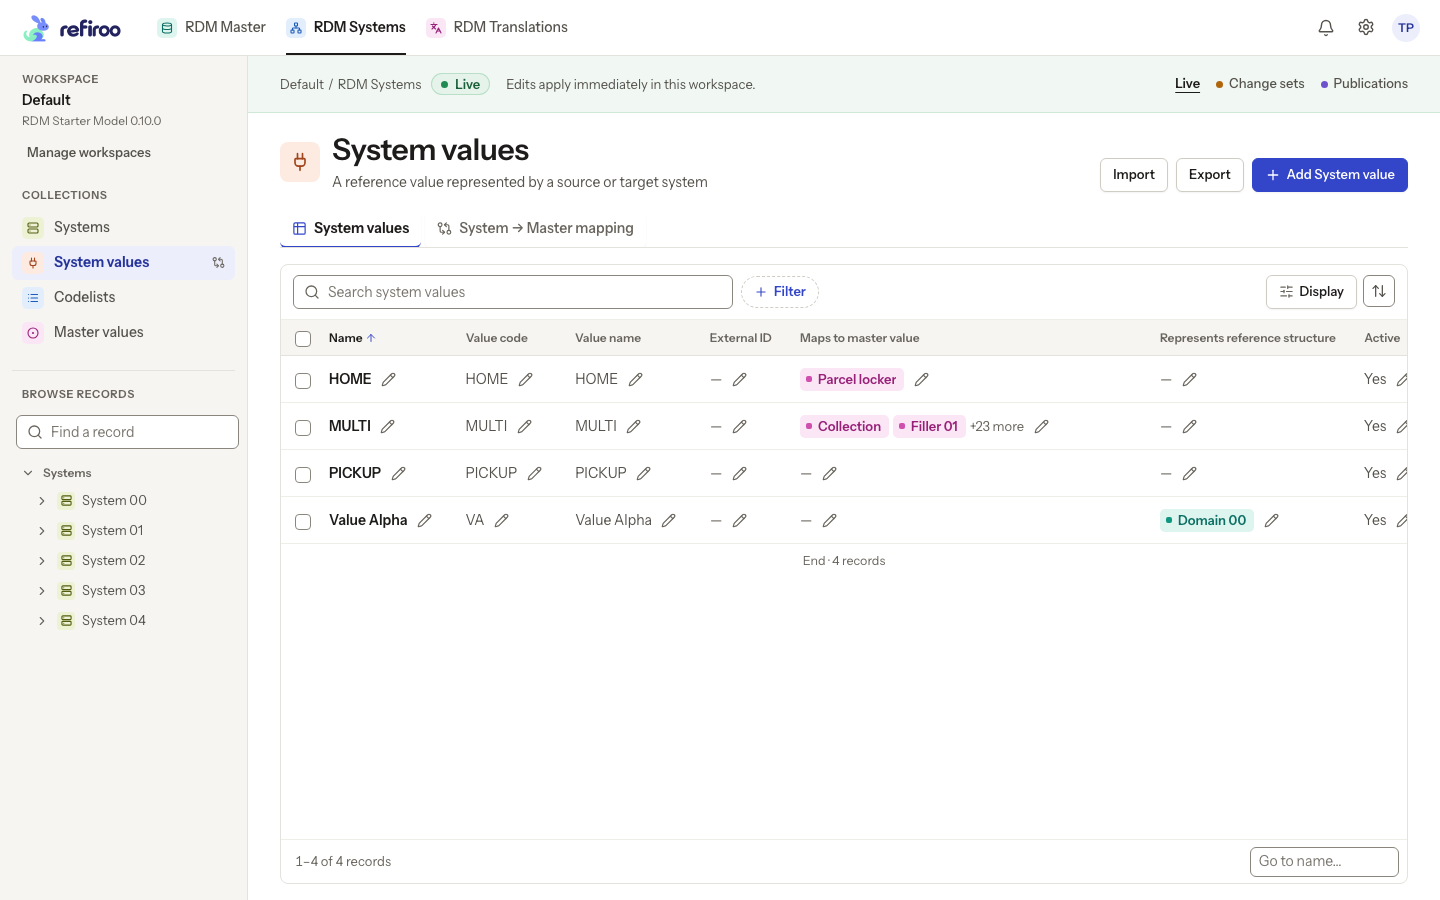 refiroo
RDM Master
RDM Systems
RDM Translations
TP
WORKSPACE
Default
RDM Starter Model 0.10.0
Manage workspaces
COLLECTIONS
Systems
System values
Codelists
Master values
BROWSE RECORDS
Find a record
Systems
System 00
System 01
System 02
System 03
System 04
Default / RDM Systems Live Edits apply immediately in this workspace.
Live Change sets Publications
System values
A reference value represented by a source or target system
Import Export Add System value
System values System → Master mapping
Search system values Filter Display
Name ↑ Value code Value name External ID Maps to master value Represents reference structure Active
HOME HOME HOME — Parcel locker — Yes
MULTI MULTI MULTI — Collection Filler 01 +23 more — Yes
PICKUP PICKUP PICKUP — — — Yes
Value Alpha VA Value Alpha — — Domain 00 Yes
End · 4 records
1–4 of 4 records Go to name...